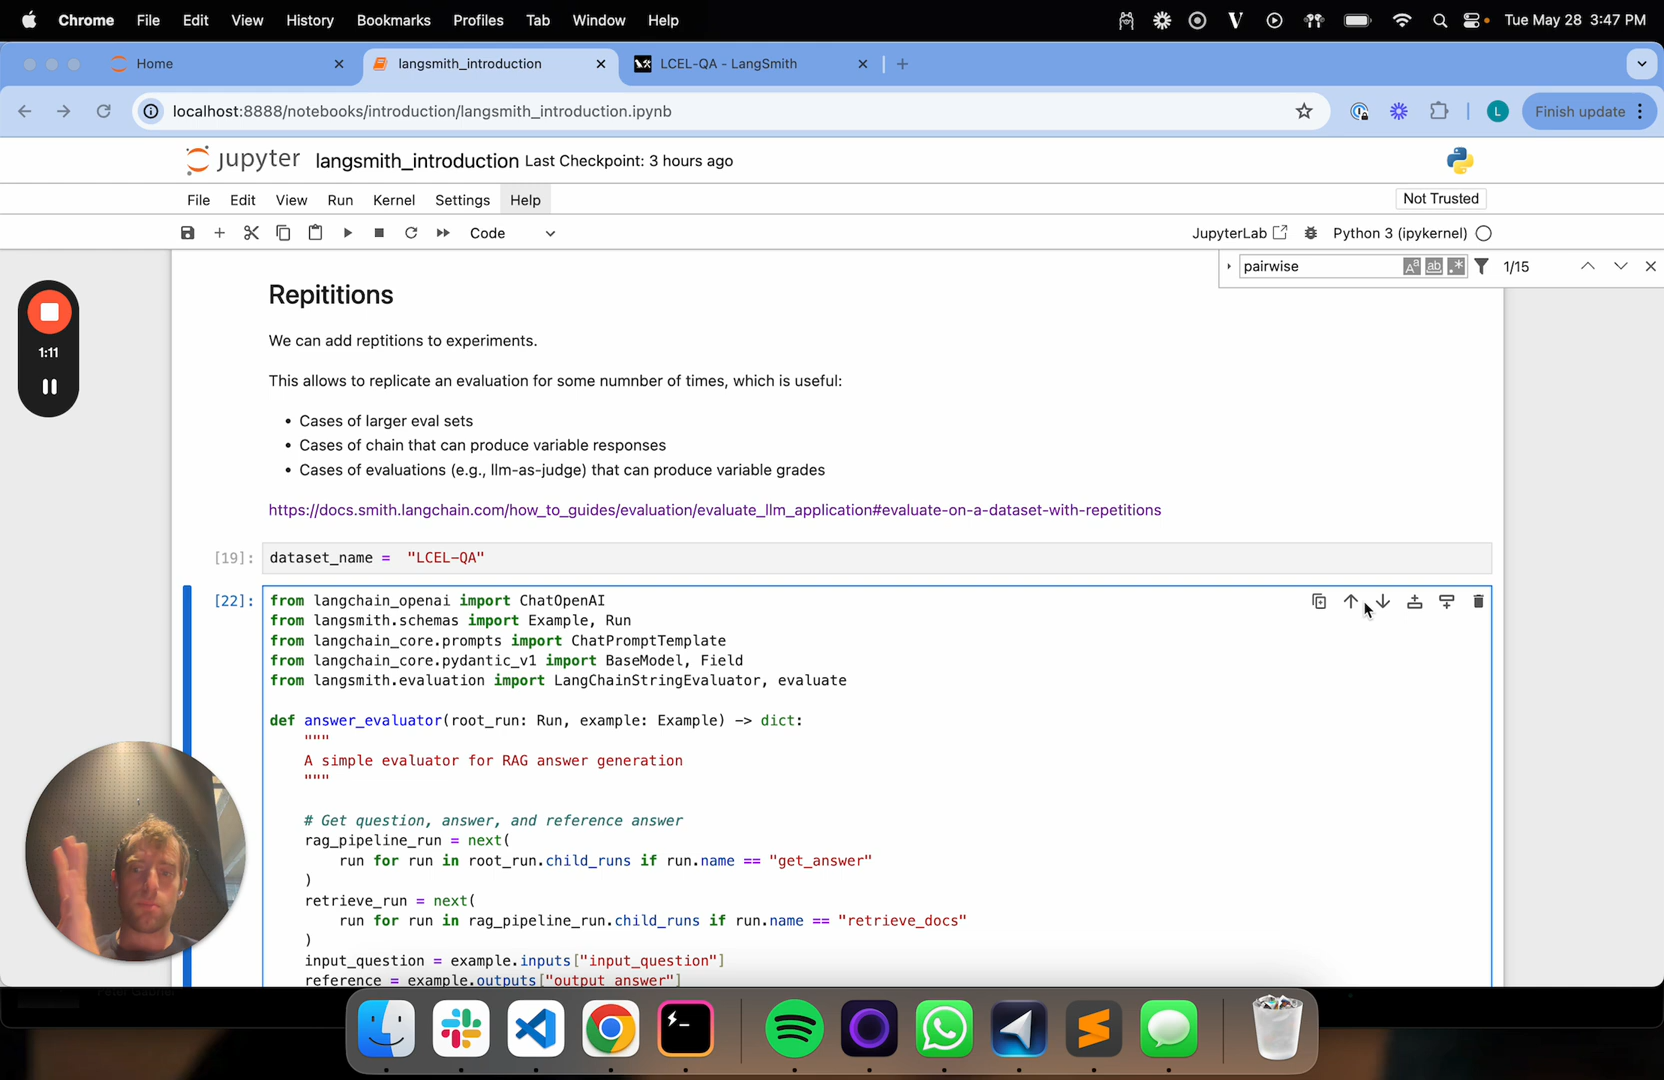 Chrome File Edit View History Bookmarks Profiles Tab Window Help Tue May 28 3:47 PM
Home langsmith_introduction LCEL-QA - LangSmith
localhost:8888/notebooks/introduction/langsmith_introduction.ipynb L Finish update
jupyter langsmith_introduction Last Checkpoint: 3 hours ago
File Edit View Run Kernel Settings Help Not Trusted
Code JupyterLab Python 3 (ipykernel)
pairwise Aa ab .* 1/15
1:11
Repititions
We can add reptitions to experiments.
This allows to replicate an evaluation for some numnber of times, which is useful:
• Cases of larger eval sets
• Cases of chain that can produce variable responses
• Cases of evaluations (e.g., llm-as-judge) that can produce variable grades
https://docs.smith.langchain.com/how_to_guides/evaluation/evaluate_llm_application#evaluate-on-a-dataset-with-repetitions
[19]: dataset_name = "LCEL-QA"
[22]: from langchain_openai import ChatOpenAI
from langsmith.schemas import Example, Run
from langchain_core.prompts import ChatPromptTemplate
from langchain_core.pydantic_v1 import BaseModel, Field
from langsmith.evaluation import LangChainStringEvaluator, evaluate
def answer_evaluator(root_run: Run, example: Example) -> dict:
"""
A simple evaluator for RAG answer generation
"""
# Get question, answer, and reference answer
rag_pipeline_run = next(
run for run in root_run.child_runs if run.name == "get_answer"
)
retrieve_run = next(
run for run in rag_pipeline_run.child_runs if run.name == "retrieve_docs"
)
input_question = example.inputs["input_question"]
reference = example.outputs["output_answer"]
Peter Gabriel